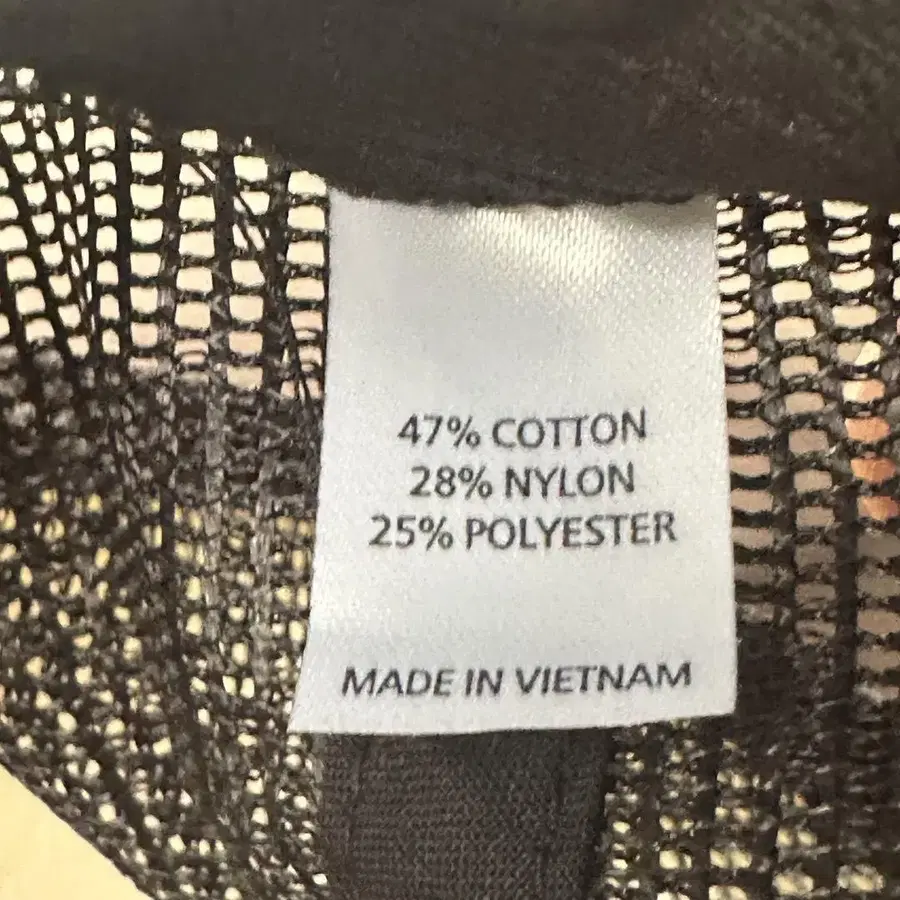 47% COTTON
28% NYLON
25% POLYESTER
MADE IN VIETNAM